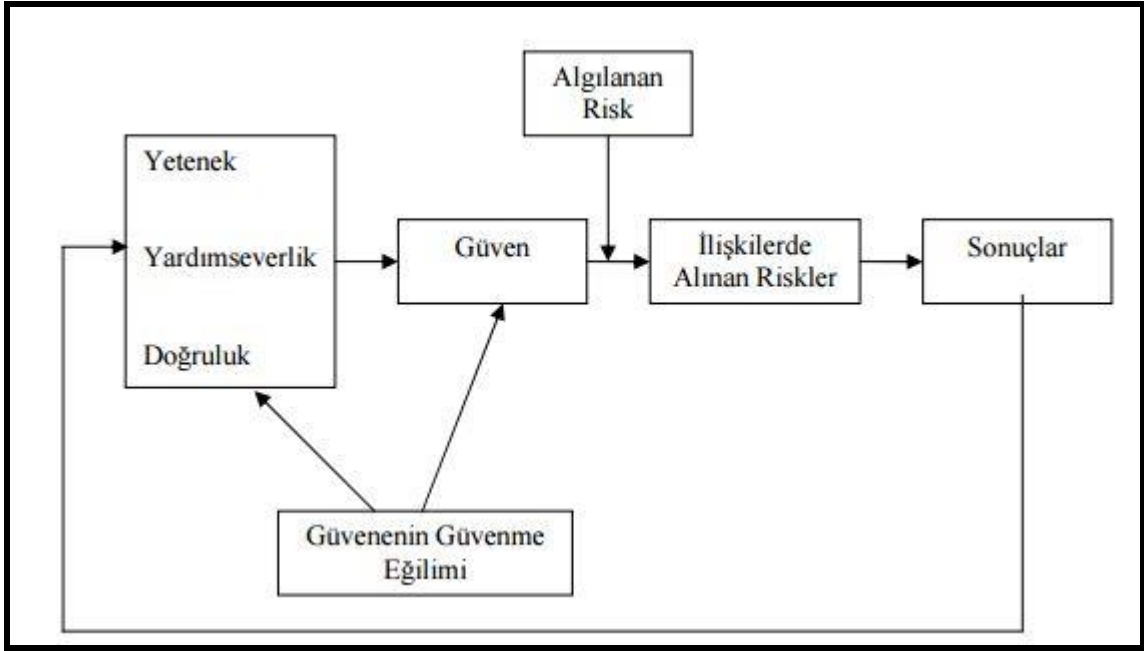 Algılanan
Risk
Yetenek
Yardımseverlik
Doğruluk
Güven
İlişkilerde
Alınan Riskler
Sonuçlar
Güvenenin Güvenme
Eğilimi